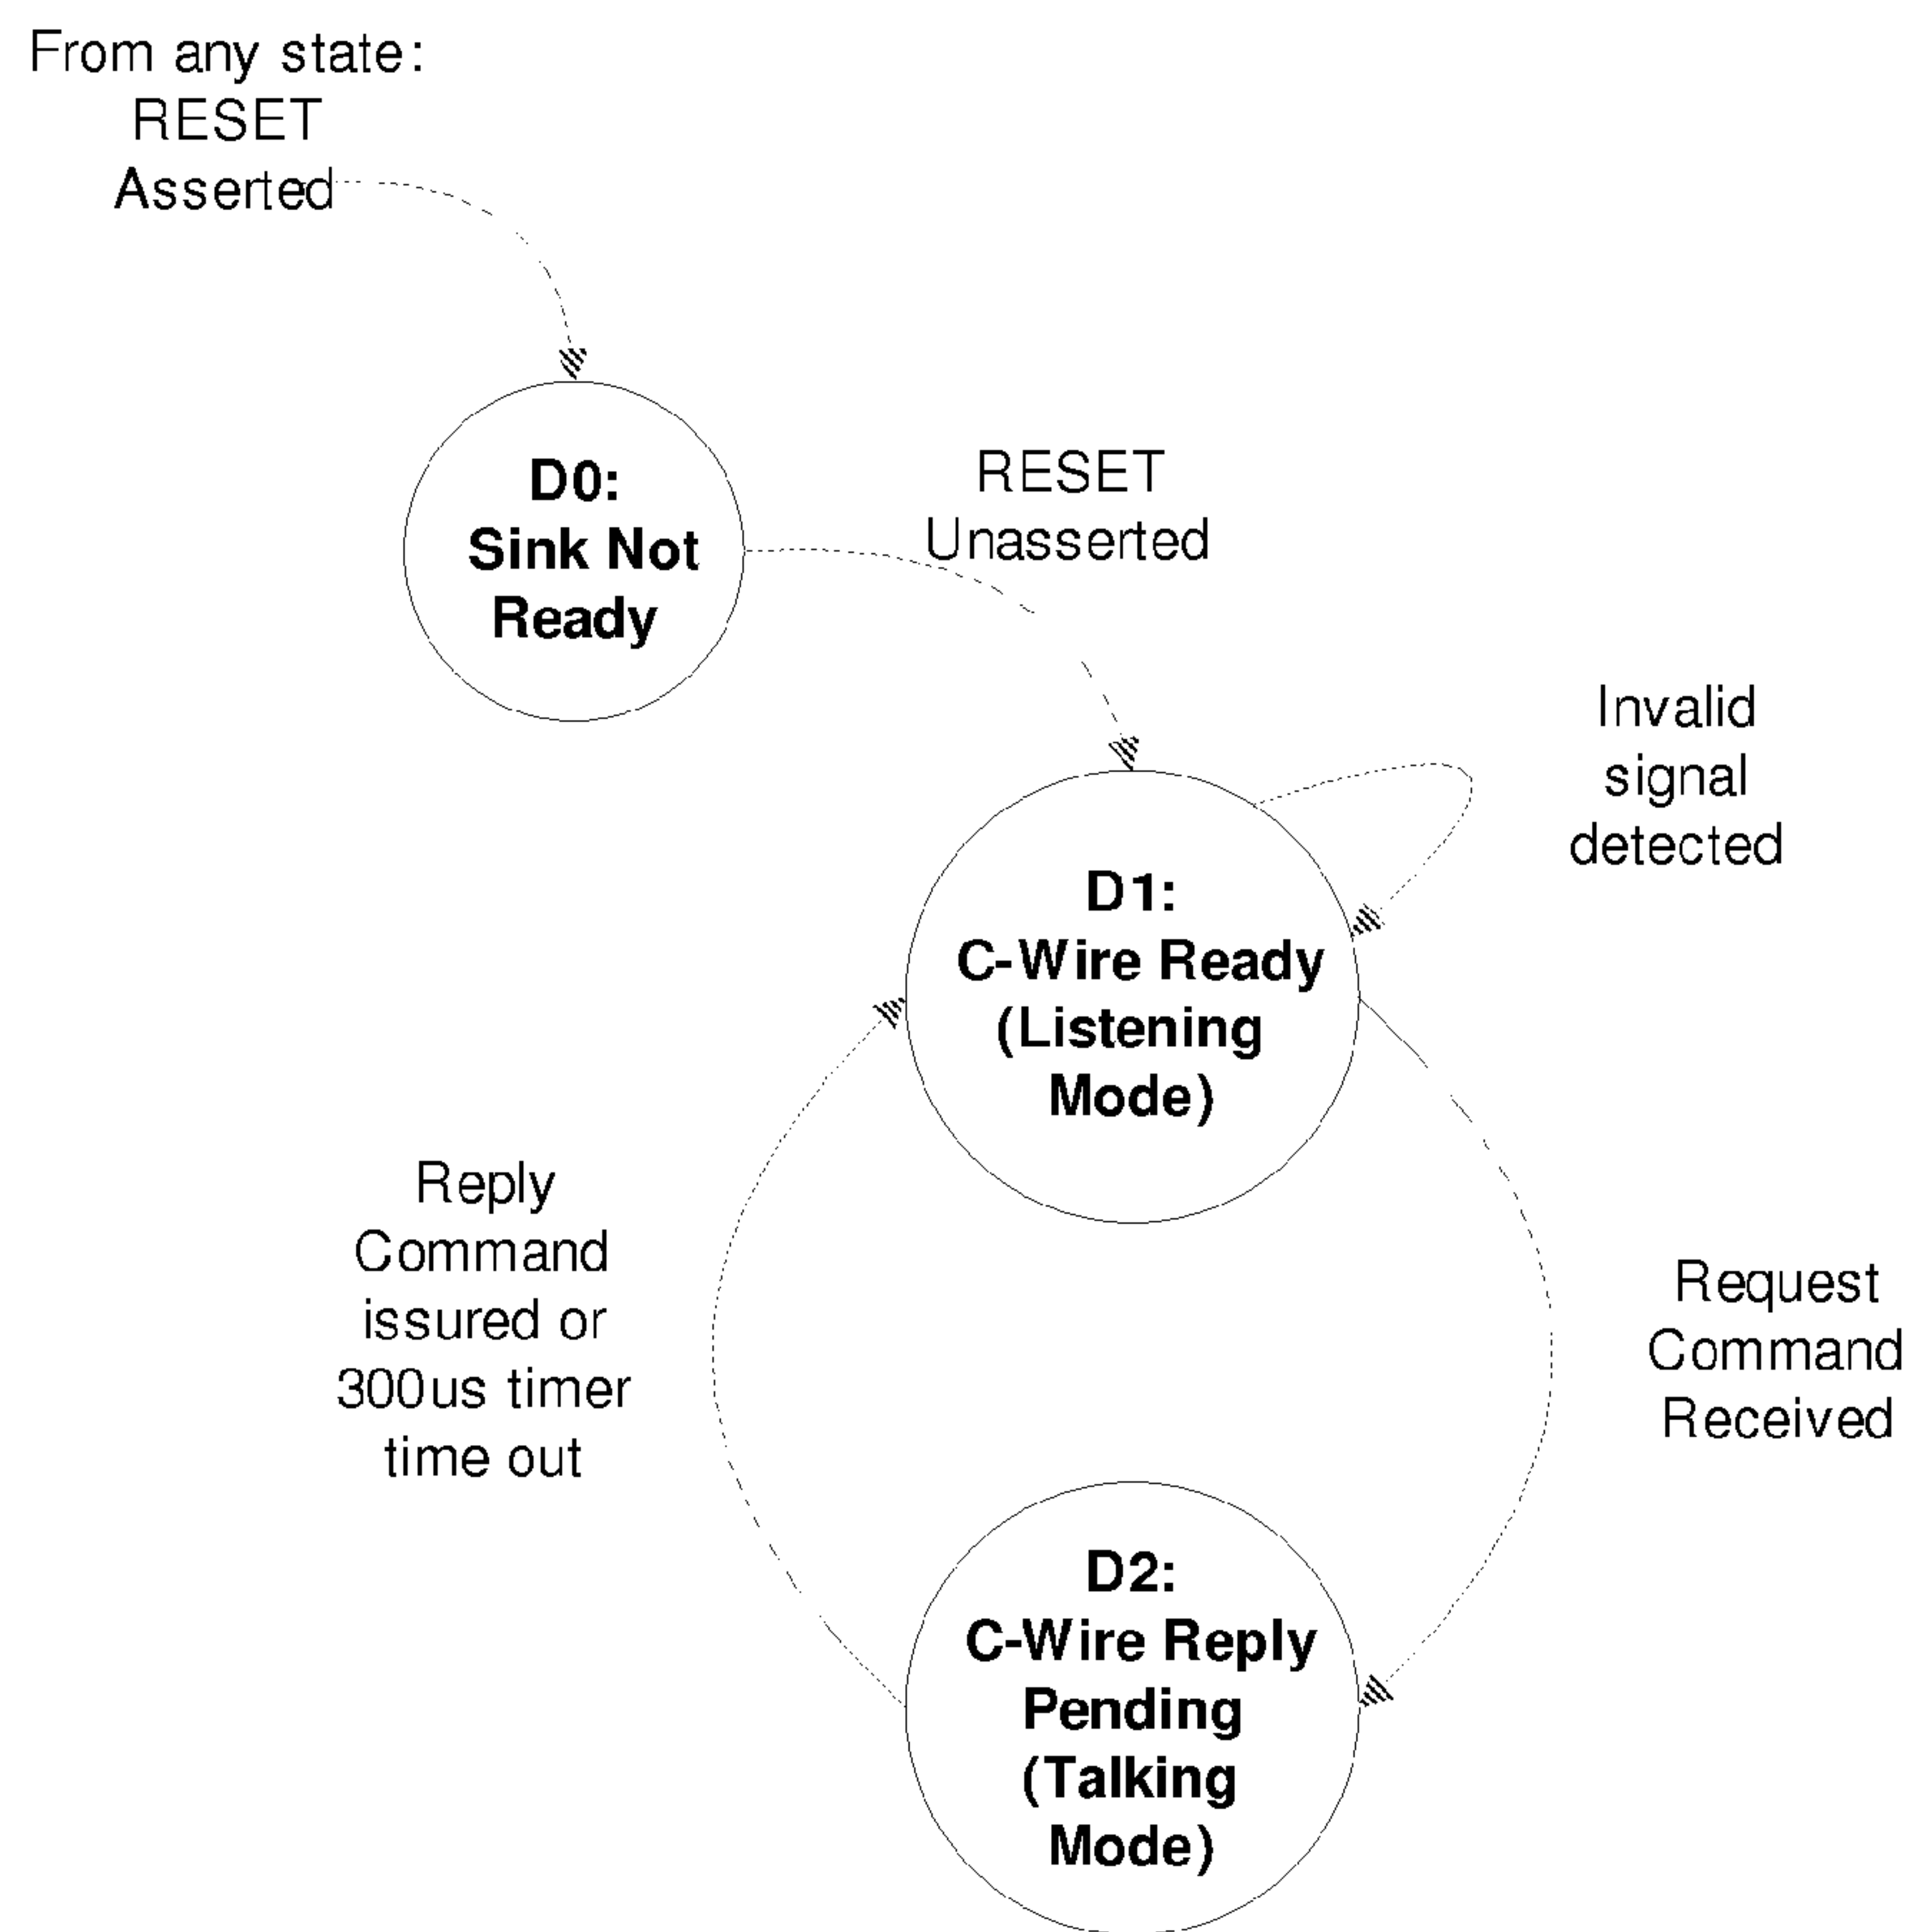 From any state:
RESET
Asserted
D0:
Sink Not
Ready
RESET
Unasserted
Invalid
signal
detected
D1:
C-Wire Ready
(Listening
Mode)
Reply
Command
issured or
300us timer
time out
Request
Command
Received
D2:
C-Wire Reply
Pending
(Talking
Mode)